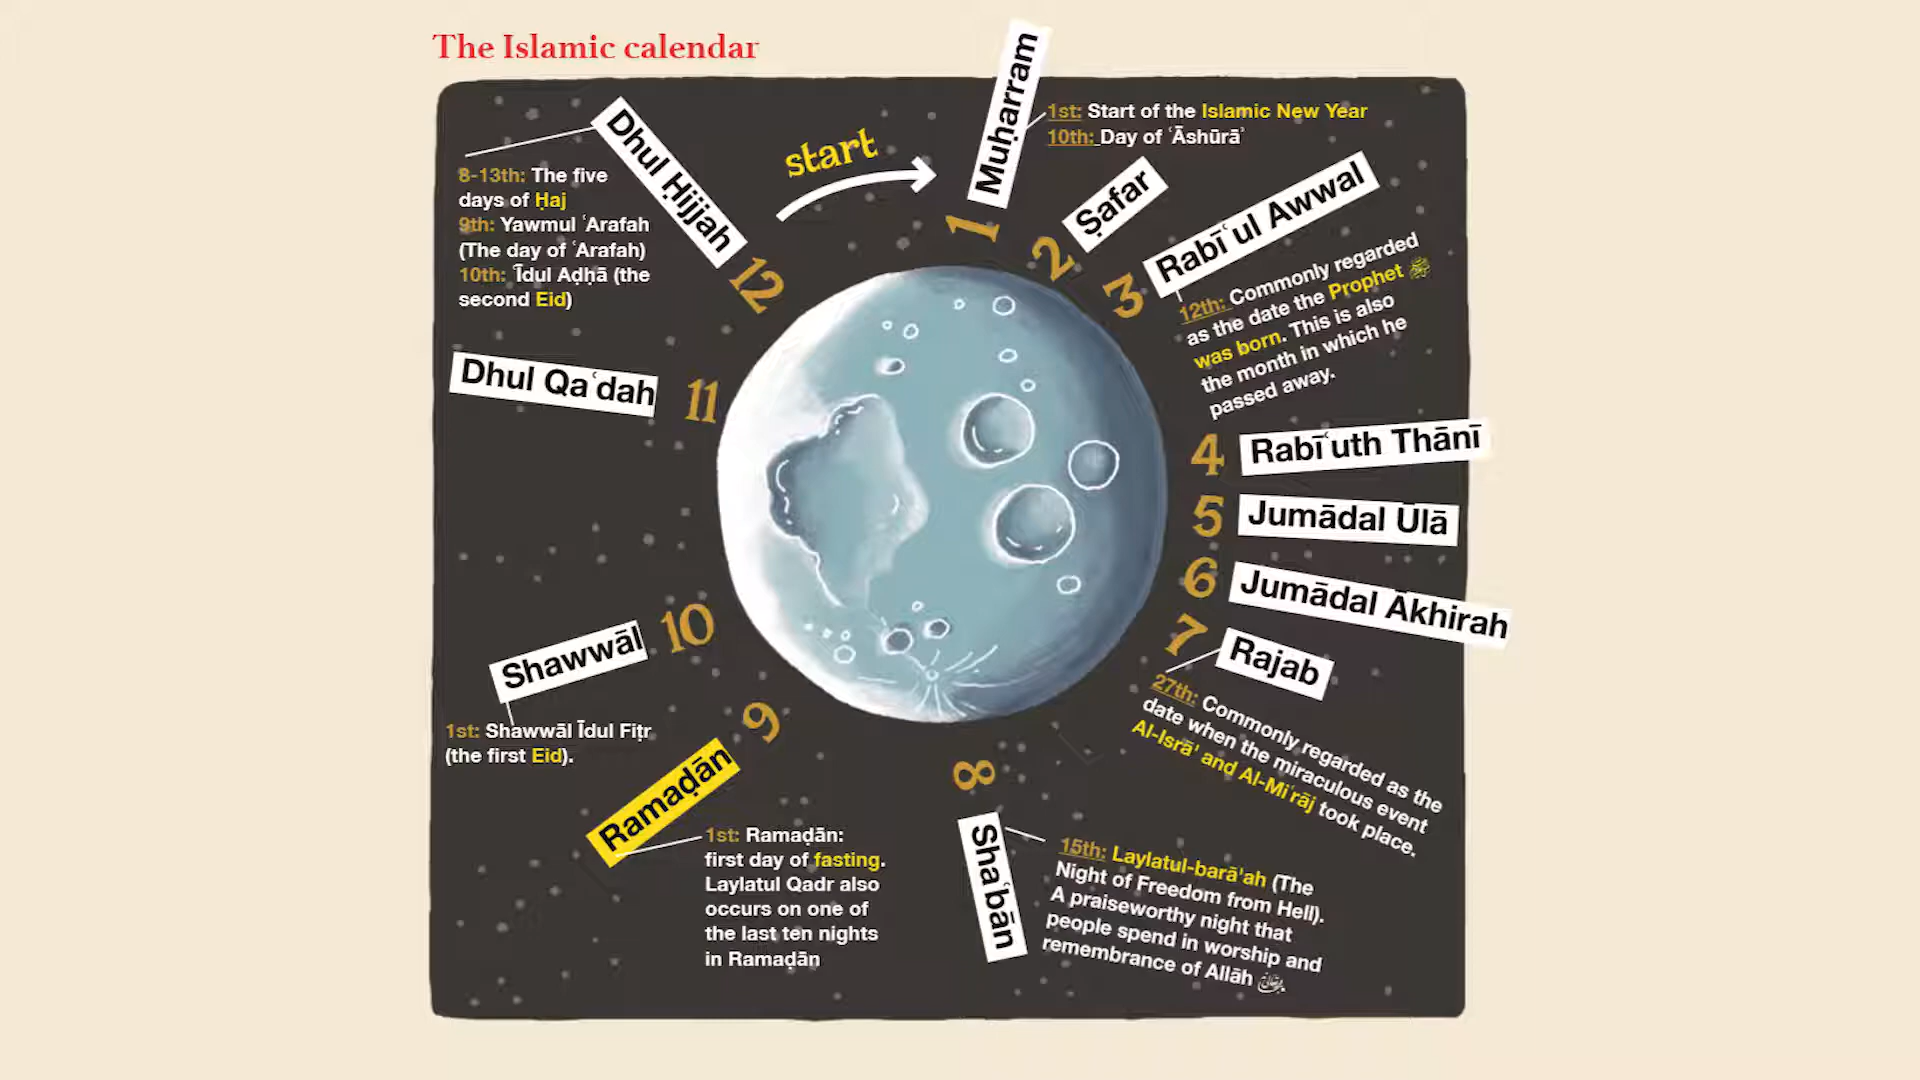 The Islamic calendar
start
1
Muḥarram
1st: Start of the Islamic New Year
10th: Day of ʿĀshūrāʾ
2
Ṣafar
3
Rabīʿul Awwal
12th: Commonly regarded
as the date the Prophet ﷺ
was born. This is also
the month in which he
passed away.
4
Rabīʿuth Thānī
5
Jumādal Ūlā
6
Jumādal Ākhirah
7
Rajab
27th: Commonly regarded as the
date when the miraculous event
Al-Isrā' and Al-Miʿrāj took place.
8
Shaʿbān
15th: Laylatul-barā'ah (The
Night of Freedom from Hell).
A praiseworthy night that
people spend in worship and
remembrance of Allāh
9
Ramaḍān
1st: Ramaḍān:
first day of fasting.
Laylatul Qadr also
occurs on one of
the last ten nights
in Ramaḍān
10
Shawwāl
1st: Shawwāl Īdul Fiṭr
(the first Eid).
11
Dhul Qaʿdah
12
Dhul Ḥijjah
8-13th: The five
days of Ḥaj
9th: Yawmul ʿArafah
(The day of ʿArafah)
10th: ʿĪdul Aḍḥā (the
second Eid)